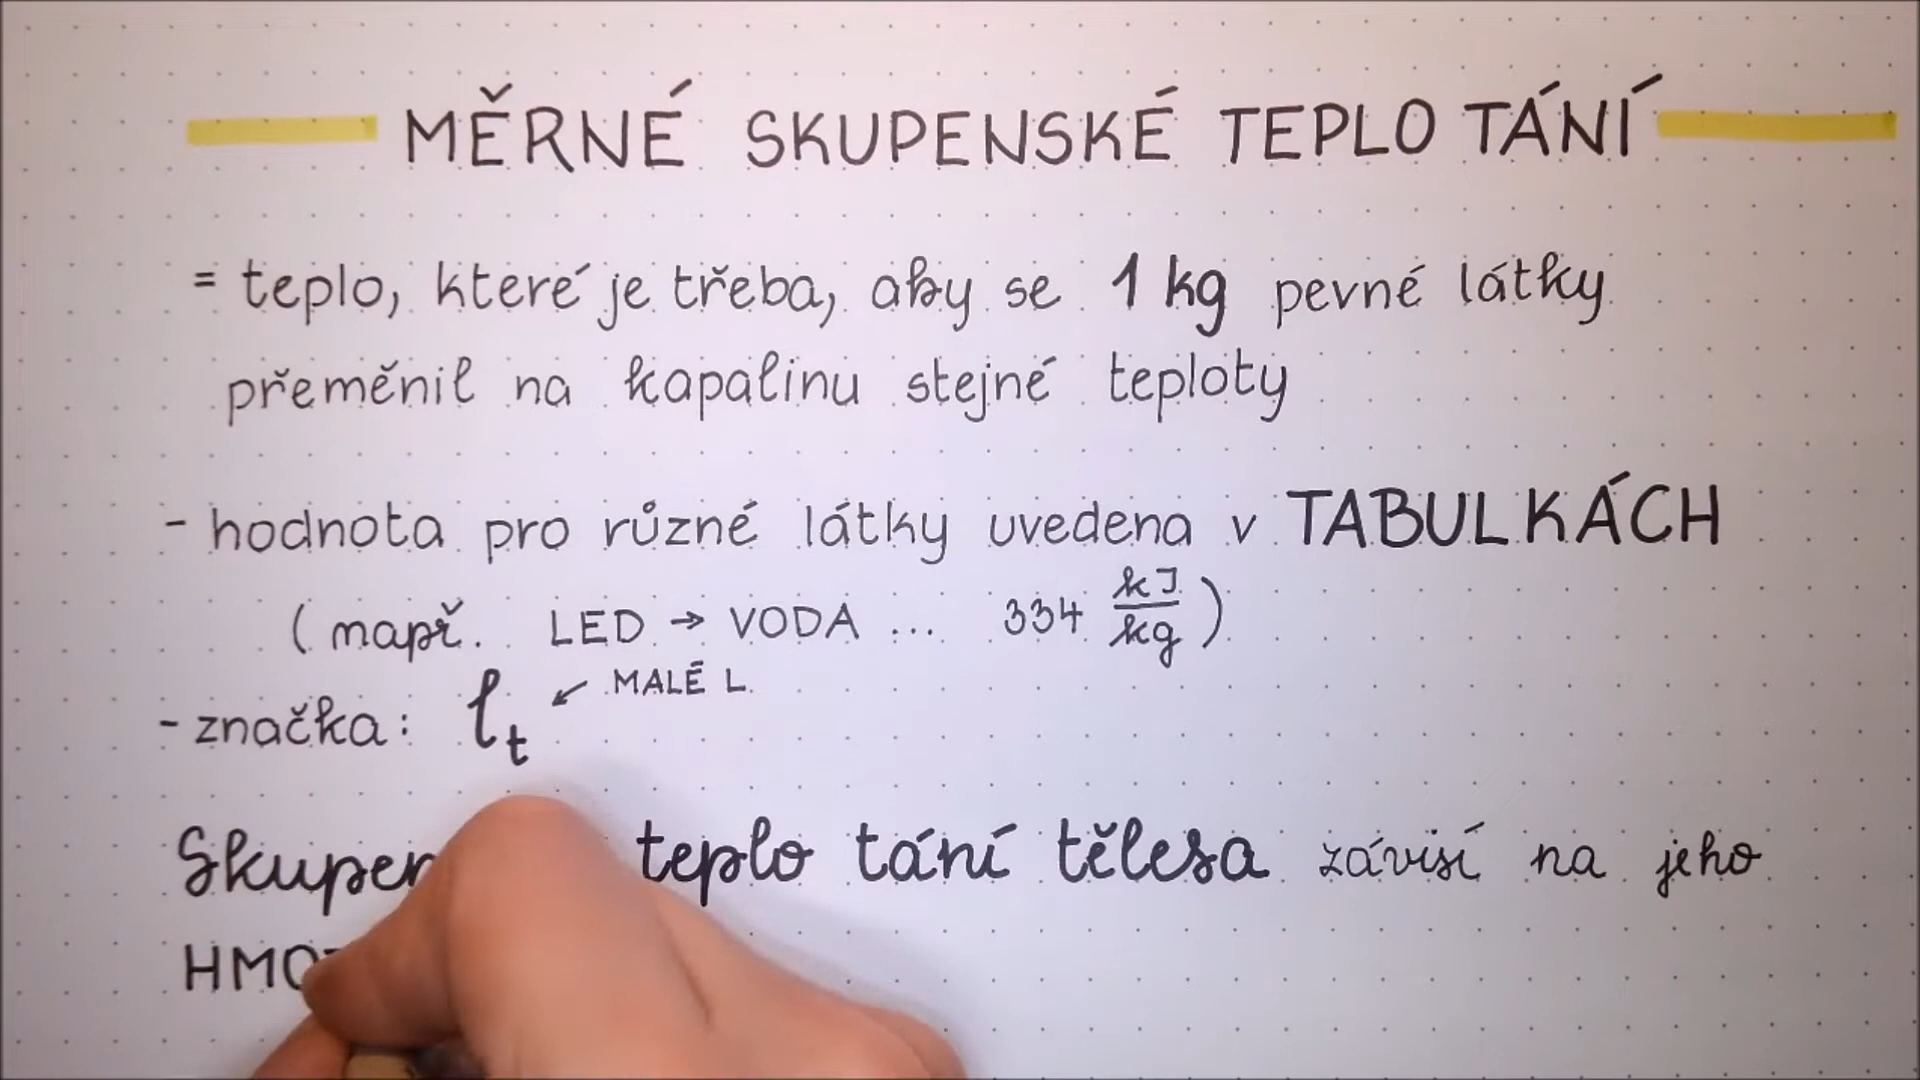 MĚRNÉ SKUPENSKÉ TEPLO TÁNÍ
= teplo, které je třeba, aby se 1 kg pevné látky
přeměnil na kapalinu stejné teploty
- hodnota pro různé látky uvedena v TABULKÁCH
(např. LED → VODA ... 334 kJ/kg)
- značka: lt ↙ MALÉ L
teplo tání tělesa závisí na jeho